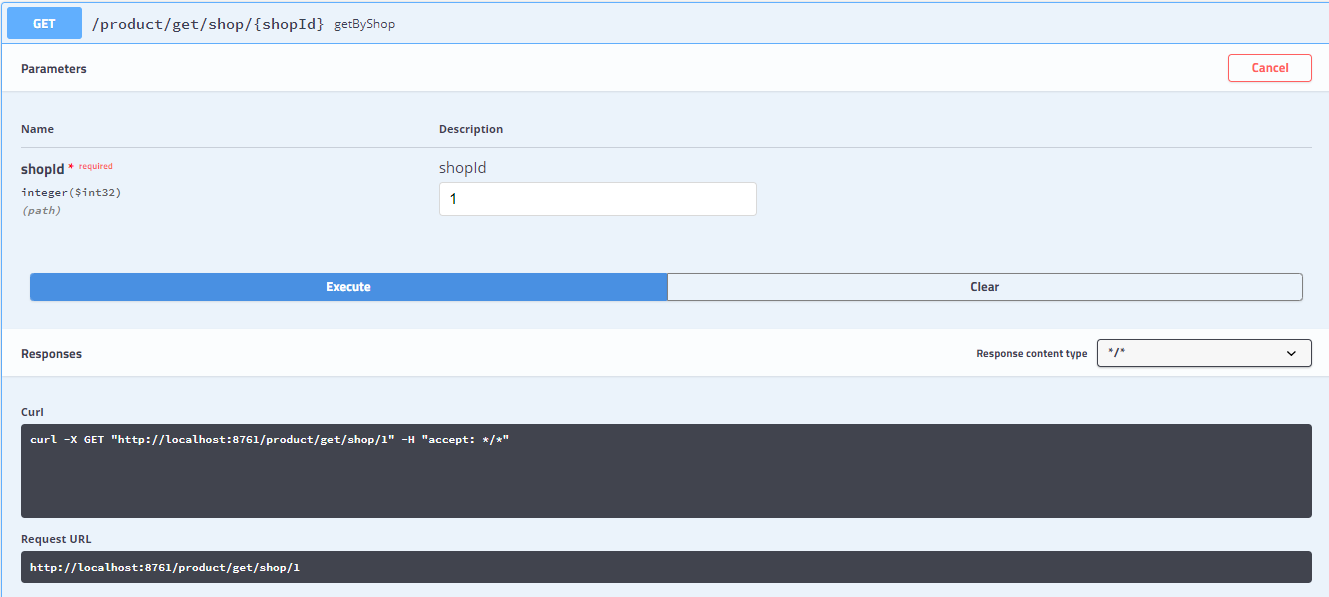 GET /product/get/shop/{shopId} getByShop
Parameters Cancel
Name Description
shopId * required shopId
integer($int32) 1
(path)
Execute Clear
Responses Response content type */*
Curl
curl -X GET "http://localhost:8761/product/get/shop/1" -H "accept: */*"
Request URL
http://localhost:8761/product/get/shop/1